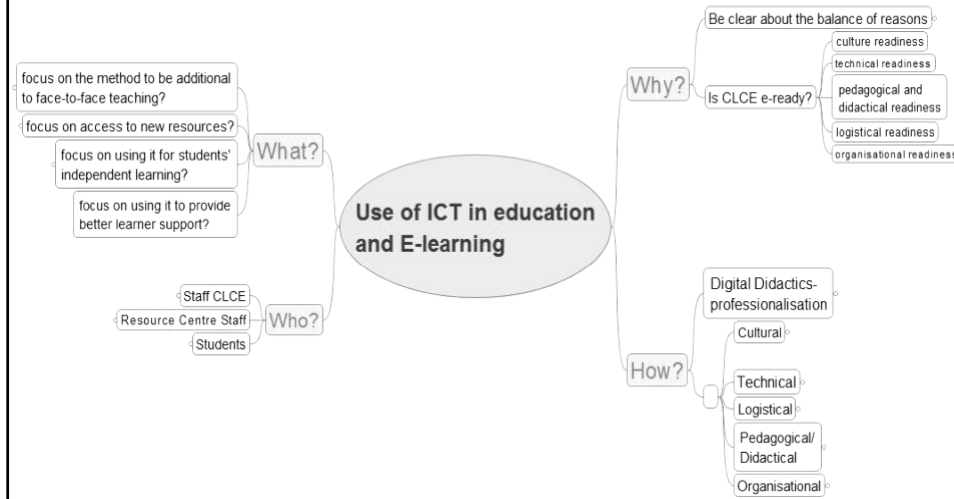 Use of ICT in education
and E-learning
Why?
Be clear about the balance of reasons
Is CLCE e-ready?
culture readiness
technical readiness
pedagogical and
didactical readiness
logistical readiness
organisational readiness
How?
Digital Didactics-
professionalisation
Cultural
Technical
Logistical
Pedagogical/
Didactical
Organisational
What?
focus on the method to be additional
to face-to-face teaching?
focus on access to new resources?
focus on using it for students'
independent learning?
focus on using it to provide
better learner support?
Who?
Staff CLCE
Resource Centre Staff
Students